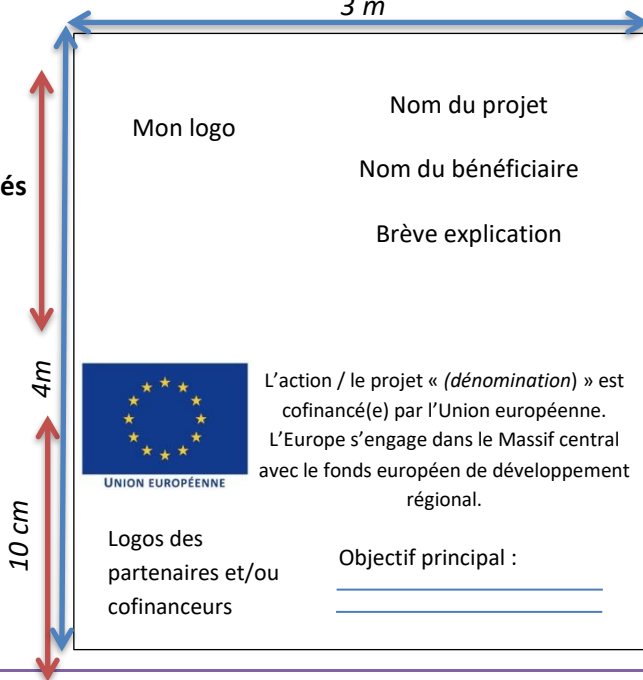 3 m
Mon logo
Nom du projet
Nom du bénéficiaire
Brève explication
és
4m
10 cm
UNION EUROPÉENNE
L’action / le projet « (dénomination) » est
cofinancé(e) par l’Union européenne.
L’Europe s’engage dans le Massif central
avec le fonds européen de développement
régional.
Logos des
partenaires et/ou
cofinanceurs
Objectif principal :